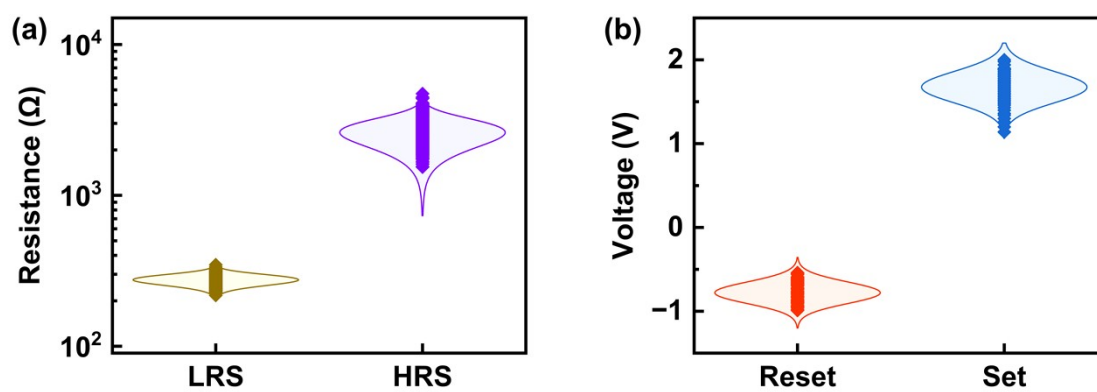 (a)
Resistance (Ω)
10⁴
10³
10²
LRS HRS
(b)
Voltage (V)
2
1
0
−1
Reset Set